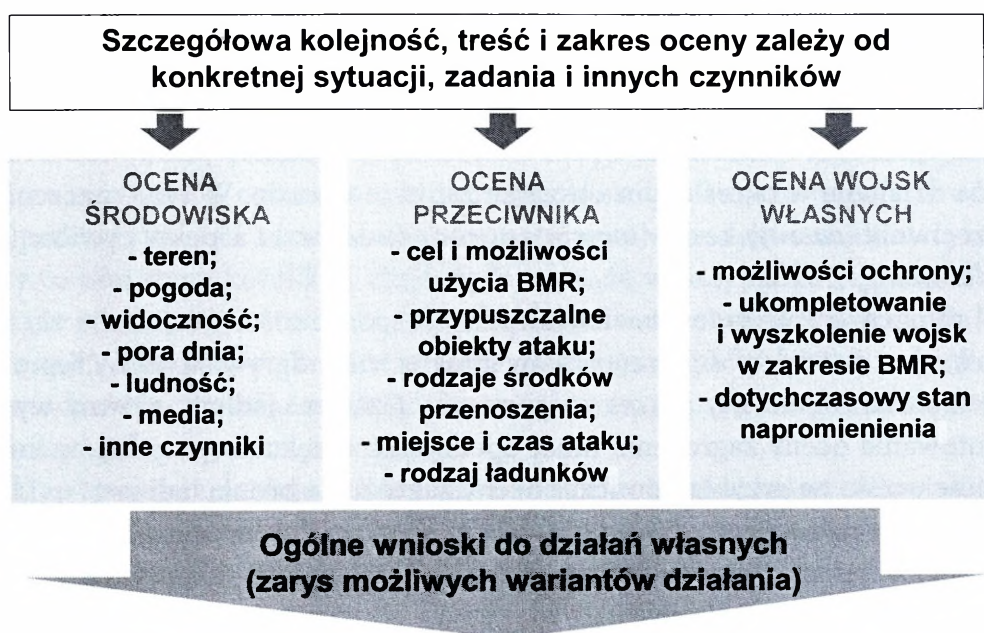 Szczegółowa kolejność, treść i zakres oceny zależy od
konkretnej sytuacji, zadania i innych czynników
OCENA
ŚRODOWISKA
- teren;
- pogoda;
- widoczność;
- pora dnia;
- ludność;
- media;
- inne czynniki
OCENA
PRZECIWNIKA
- cel i możliwości
użycia BMR;
- przypuszczalne
obiekty ataku;
- rodzaje środków
przenoszenia;
- miejsce i czas ataku;
- rodzaj ładunków
OCENA WOJSK
WŁASNYCH
- możliwości ochrony;
- ukompletowanie
i wyszkolenie wojsk
w zakresie BMR;
- dotychczasowy stan
napromienienia
Ogólne wnioski do działań własnych
(zarys możliwych wariantów działania)